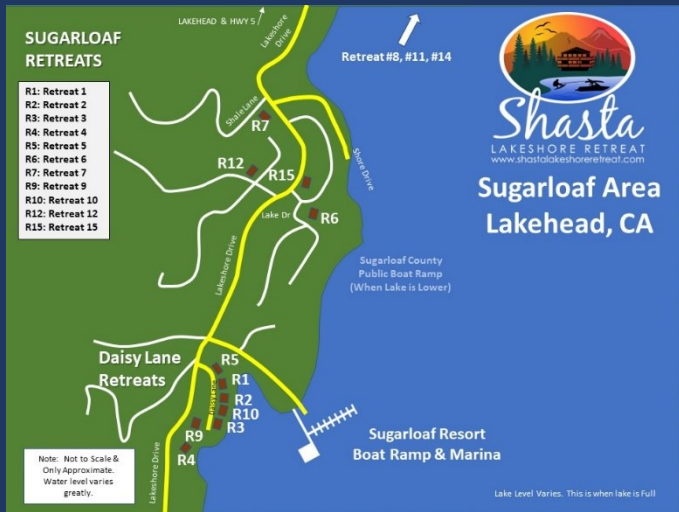 SUGARLOAF
RETREATS
R1: Retreat 1
R2: Retreat 2
R3: Retreat 3
R4: Retreat 4
R5: Retreat 5
R6: Retreat 6
R7: Retreat 7
R9: Retreat 9
R10: Retreat 10
R12: Retreat 12
R15: Retreat 15
LAKEHEAD & HWY 5
Lakeshore
Drive
Retreat #8, #11, #14
Shasta
LAKESHORE RETREAT
www.shastalakeshoreretreat.com
Sugarloaf Area
Lakehead, CA
Shale Lane
R7
Shore Drive
R12
R15
Lake Dr
R6
Lakeshore Drive
Sugarloaf County
Public Boat Ramp
(When Lake is Lower)
Daisy Lane
Retreats
R5
R1
Daisy Lane
R2
R10
R3
R9
R4
Lakeshore Drive
Sugarloaf Resort
Boat Ramp & Marina
Note: Not to Scale &
Only Approximate.
Water level varies
greatly.
Lake Level Varies. This is when lake is Full